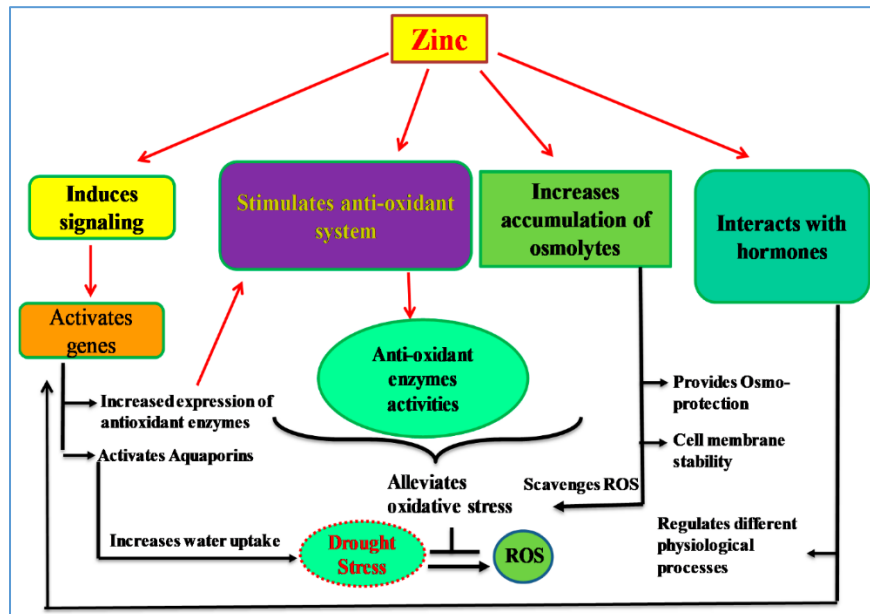 Zinc
Induces
signaling
Stimulates anti-oxidant
system
Increases
accumulation of
osmolytes
Interacts with
hormones
Activates
genes
Anti-oxidant
enzymes
activities
Increased expression of
antioxidant enzymes
Activates Aquaporins
Provides Osmo-
protection
Cell membrane
stability
Alleviates
oxidative stress
Scavenges ROS
Increases water uptake
Drought
Stress
ROS
Regulates different
physiological
processes